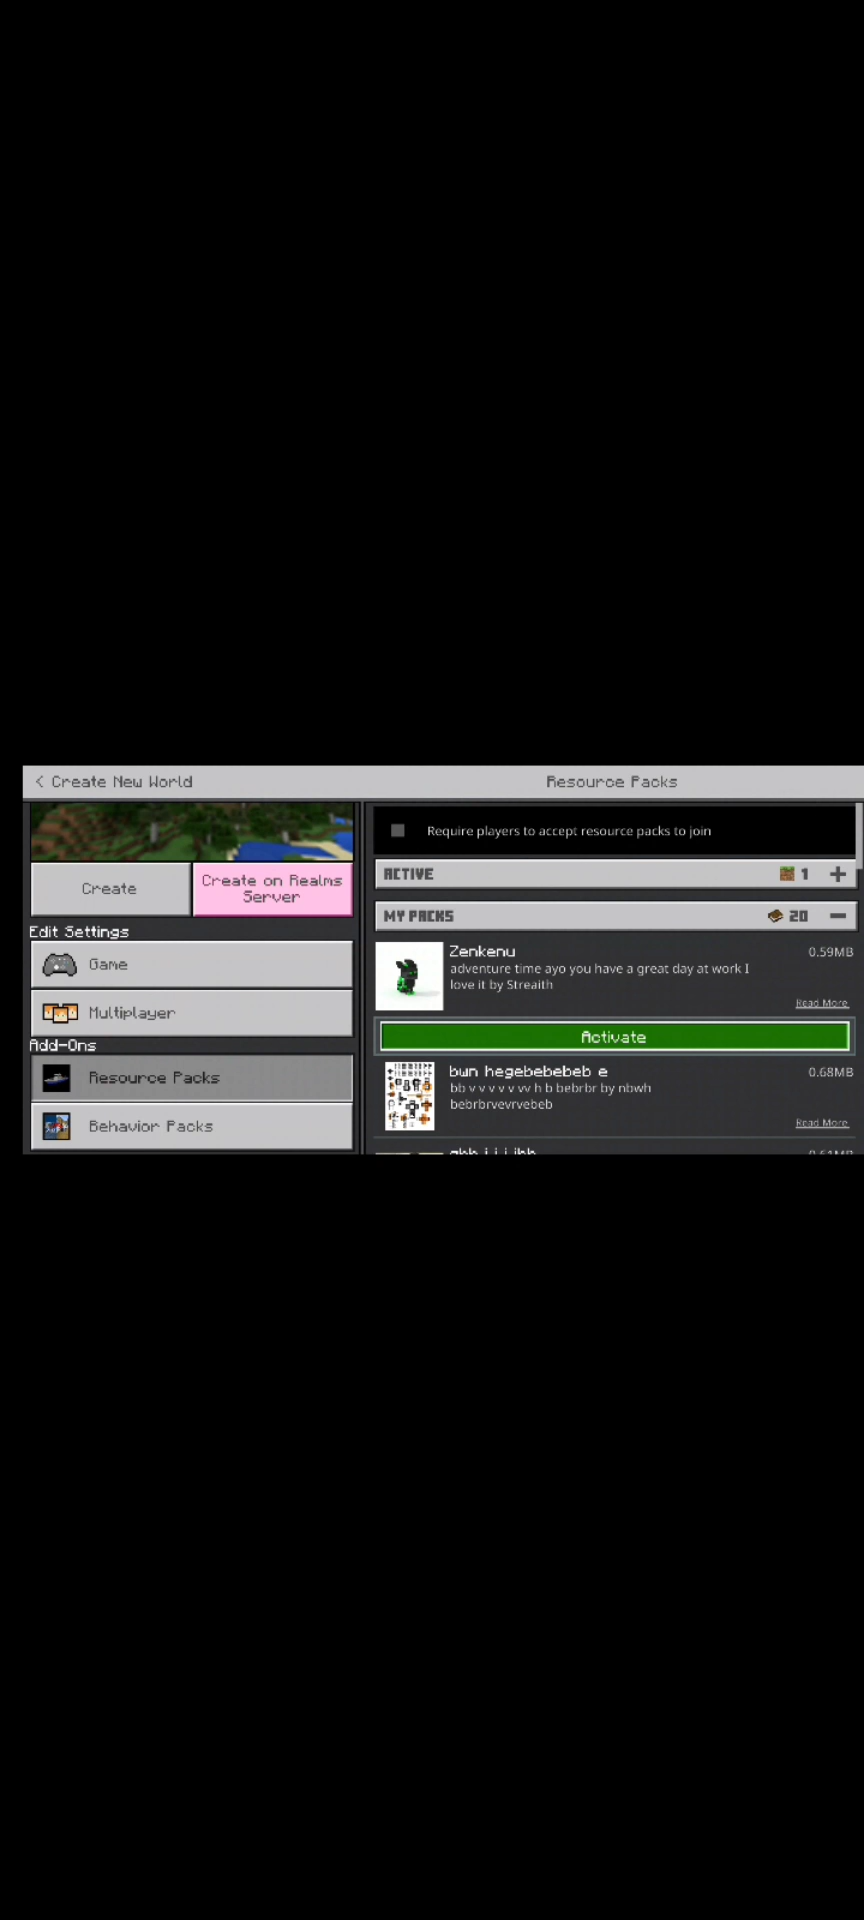 < Create New World
Resource Packs
Create
Create on Realms
Server
Edit Settings
Game
Multiplayer
Add-Ons
Resource Packs
Behavior Packs
Require players to accept resource packs to join
ACTIVE 1 +
MY PACKS 20 -
Zenkenu 0.59MB
adventure time ayo you have a great day at work I
love it by Streaith
Read More
Activate
bwn hegebebebeb e 0.68MB
bb v v v v v vv h b bebrbr by nbwh
bebrbrvevrvebeb
Read More